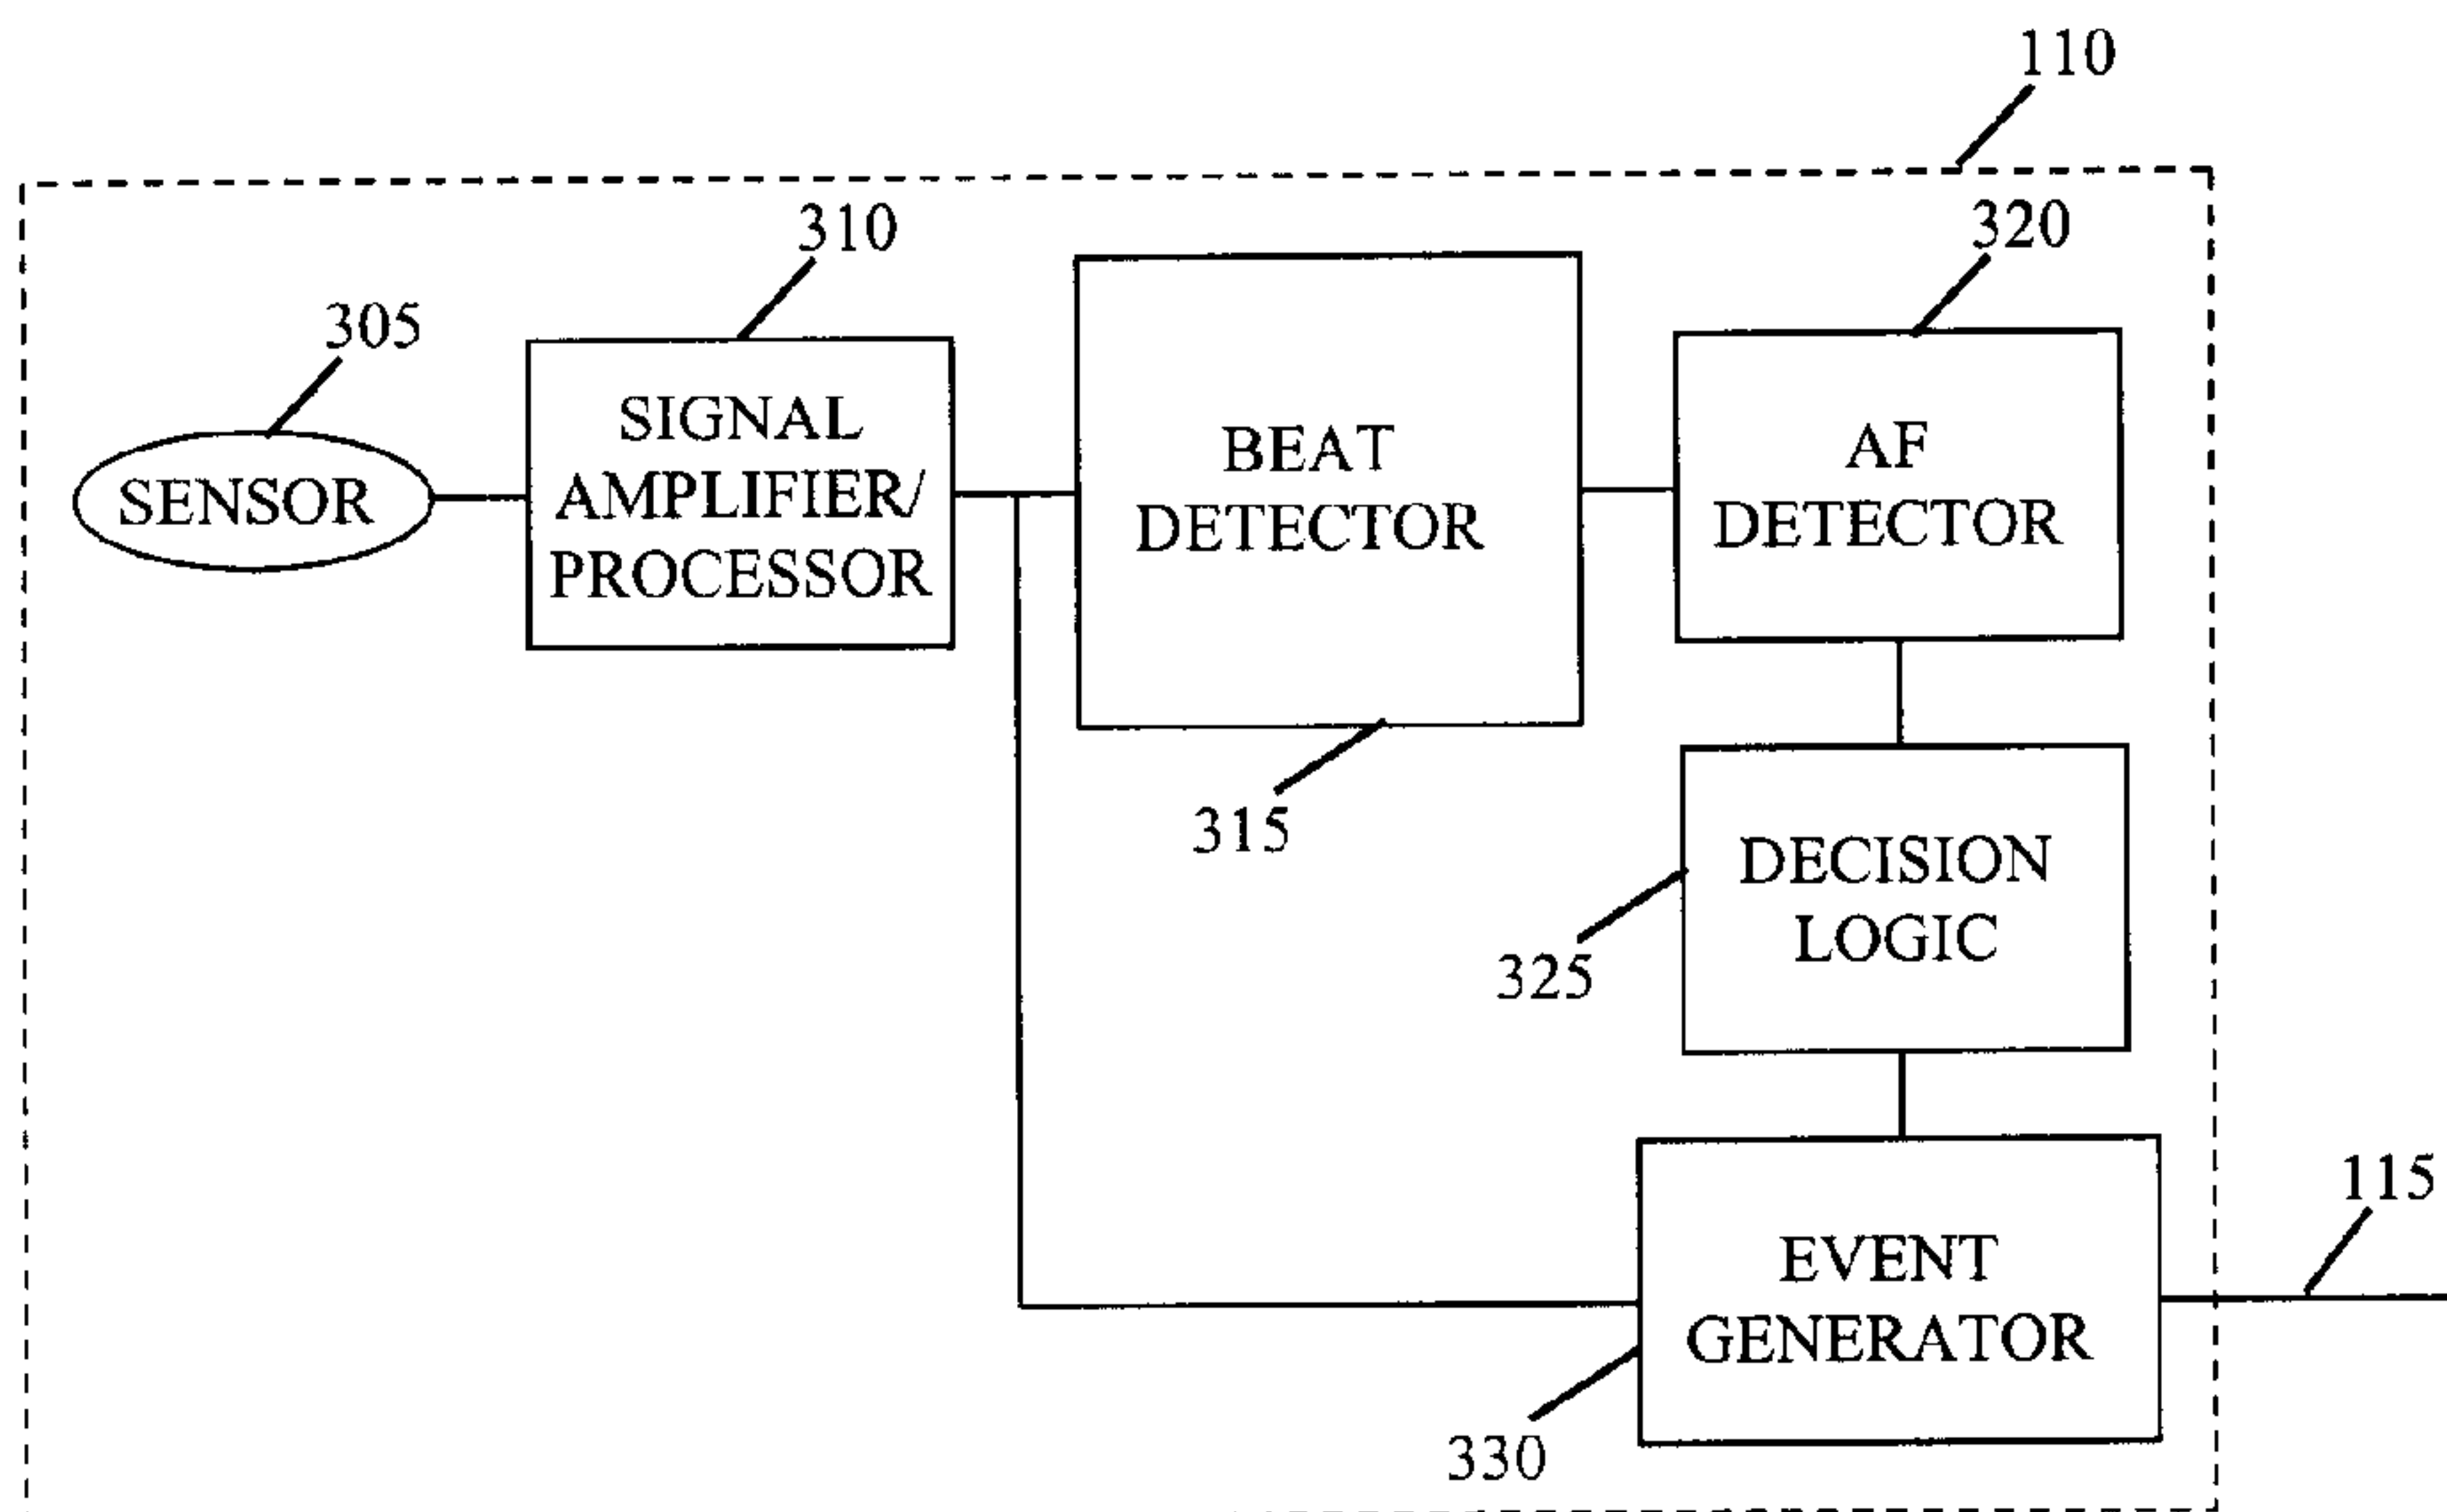 110
310
320
305
SIGNAL
AMPLIFIER/
PROCESSOR
BEAT
DETECTOR
AF
DETECTOR
SENSOR
315
DECISION
LOGIC
325
115
EVENT
GENERATOR
330